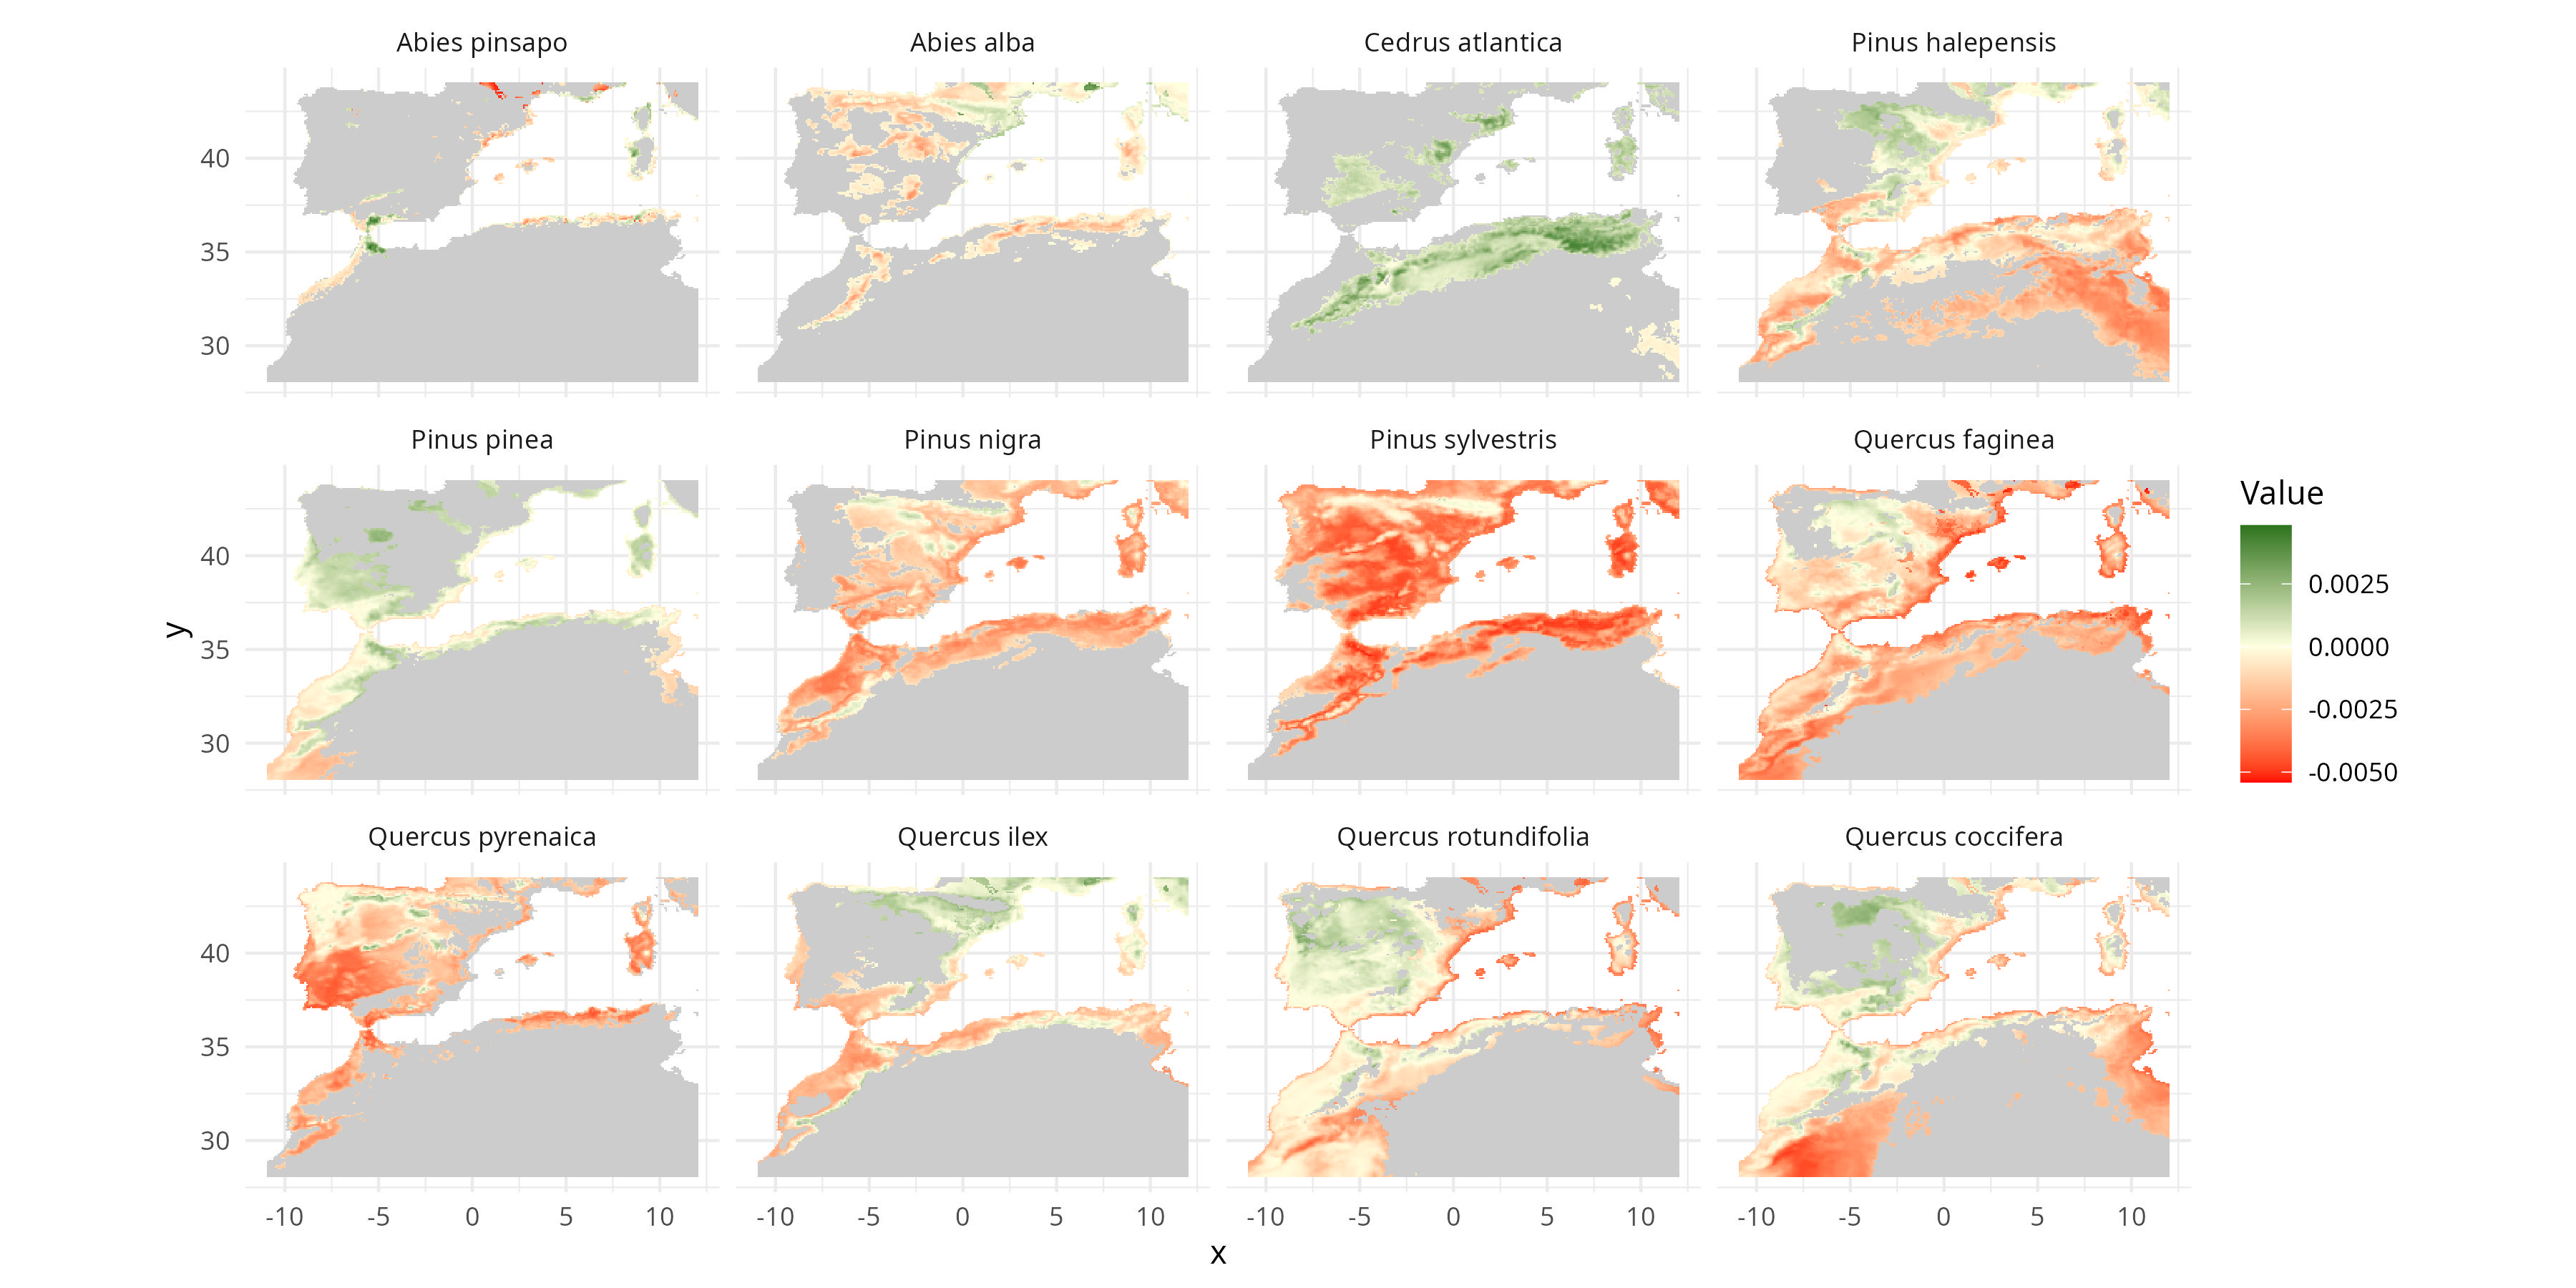 Abies pinsapo Abies alba Cedrus atlantica Pinus halepensis
40
35
30
Pinus pinea Pinus nigra Pinus sylvestris Quercus faginea
40
35
30
y
Value
0.0025
0.0000
-0.0025
-0.0050
Quercus pyrenaica Quercus ilex Quercus rotundifolia Quercus coccifera
40
35
30
-10 -5 0 5 10 -10 -5 0 5 10 -10 -5 0 5 10 -10 -5 0 5 10
x